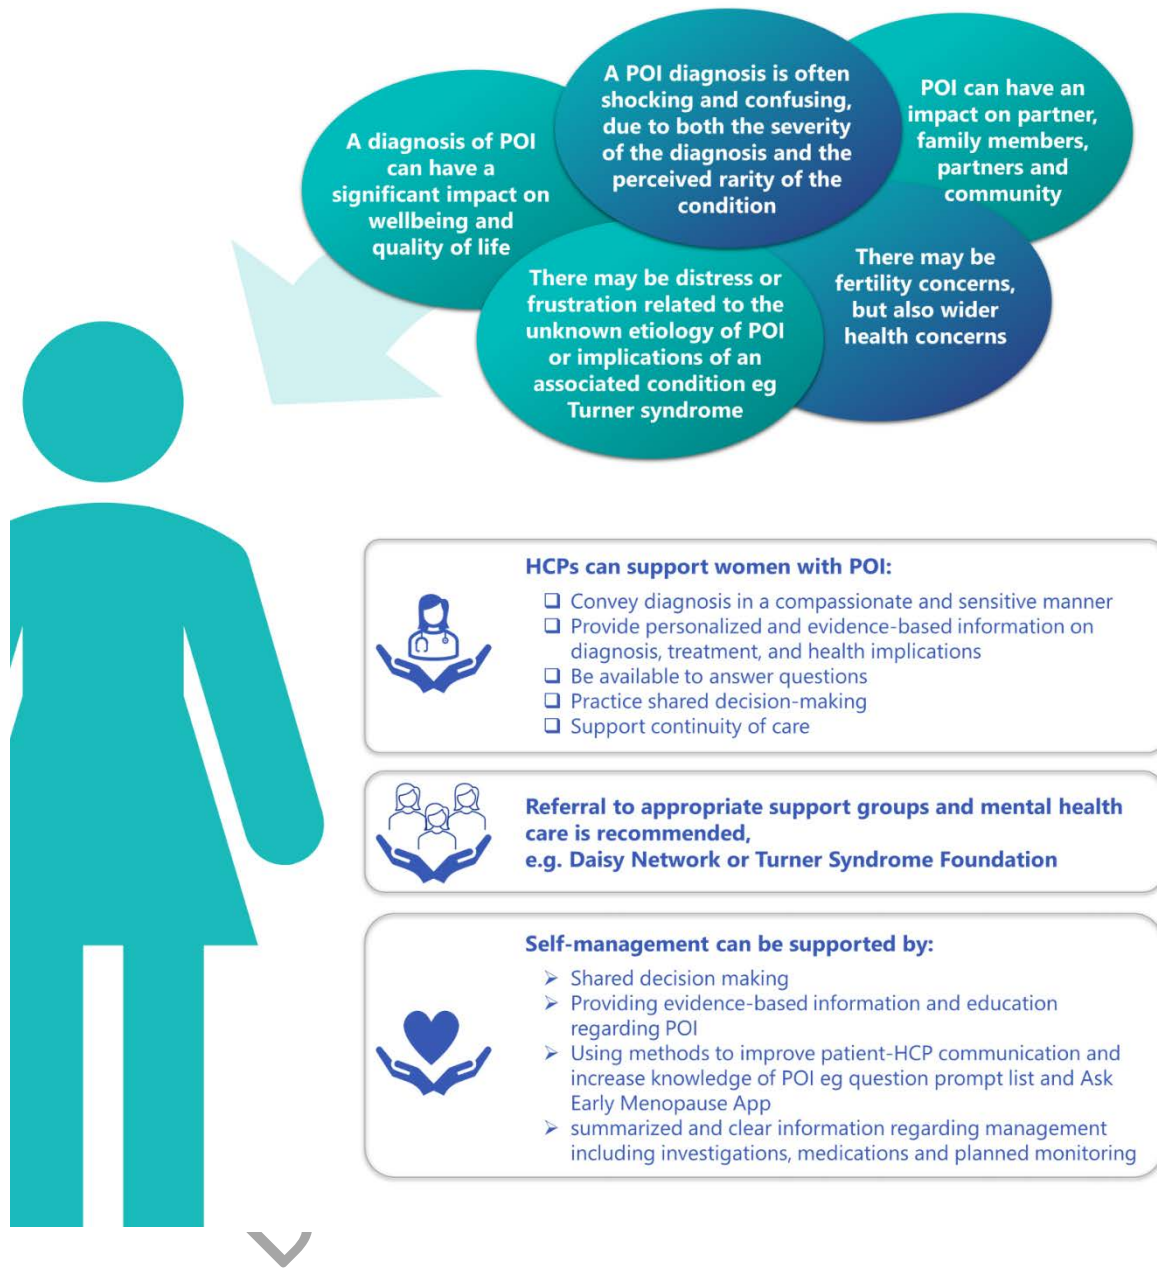 A diagnosis of POI
can have a
significant impact on
wellbeing and
quality of life
A POI diagnosis is often
shocking and confusing,
due to both the severity
of the diagnosis and the
perceived rarity of the
condition
POI can have an
impact on partner,
family members,
partners and
community
There may be distress or
frustration related to the
unknown etiology of POI
or implications of an
associated condition eg
Turner syndrome
There may be
fertility concerns,
but also wider
health concerns
HCPs can support women with POI:
❑ Convey diagnosis in a compassionate and sensitive manner
❑ Provide personalized and evidence-based information on
diagnosis, treatment, and health implications
❑ Be available to answer questions
❑ Practice shared decision-making
❑ Support continuity of care
Referral to appropriate support groups and mental health
care is recommended,
e.g. Daisy Network or Turner Syndrome Foundation
Self-management can be supported by:
➢ Shared decision making
➢ Providing evidence-based information and education
regarding POI
➢ Using methods to improve patient-HCP communication and
increase knowledge of POI eg question prompt list and Ask
Early Menopause App
➢ summarized and clear information regarding management
including investigations, medications and planned monitoring